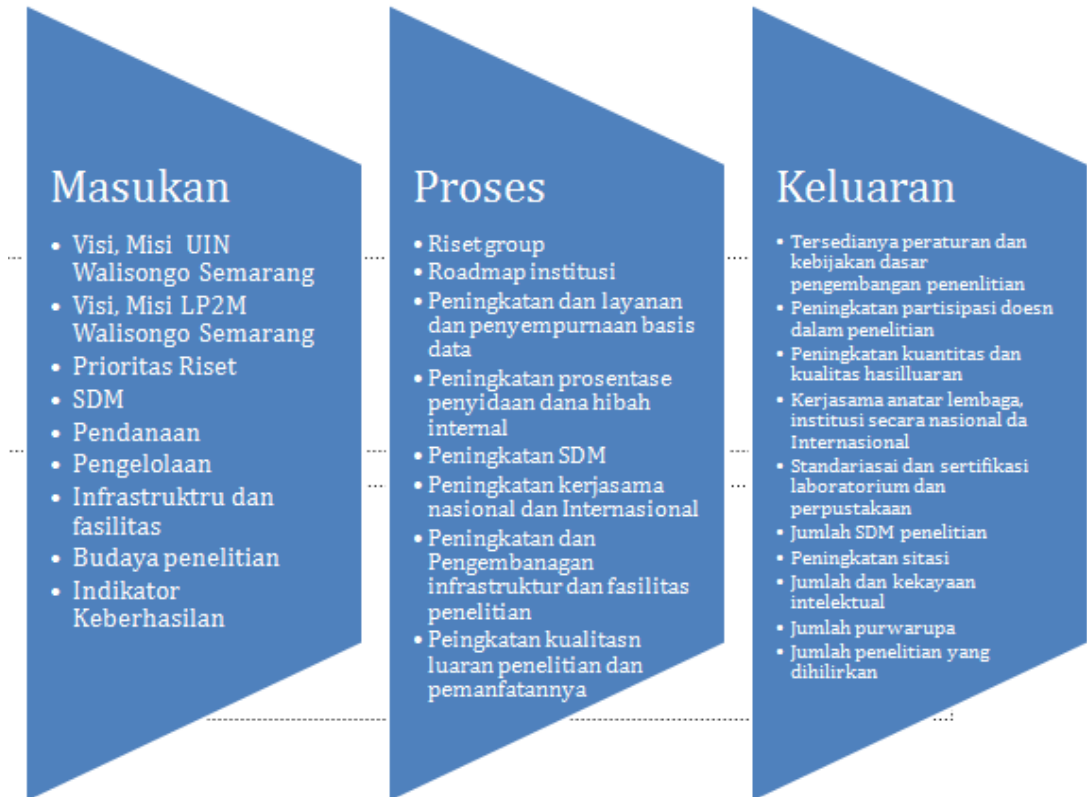 Masukan
• Visi, Misi UIN
Walisongo Semarang
• Visi, Misi LP2M
Walisongo Semarang
• Prioritas Riset
• SDM
• Pendanaan
• Pengelolaan
• Infrastruktru dan
fasilitas
• Budaya penelitian
• Indikator
Keberhasilan
Proses
• Riset group
• Roadmap institusi
• Peningkatan dan layanan
dan penyempurnaan basis
data
• Peningkatan prosentase
penyidaan dana hibah
internal
• Peningkatan SDM
• Peningkatan kerjasama
nasional dan Internasional
• Peningkatan dan
Pengembanagan
infrastruktur dan fasilitas
penelitian
• Peingkatan kualitasn
luaran penelitian dan
pemanfatannya
Keluaran
• Tersedianya peraturan dan
kebijakan dasar
pengembangan penenlitian
• Peningkatan partisipasi doesn
dalam penelitian
• Peningkatan kuantitas dan
kualitas hasilluaran
• Kerjasama anatar lembaga,
institusi secara nasional da
Internasional
• Standariasai dan sertifikasi
laboratorium dan
perpustakaan
• Jumlah SDM penelitian
• Peningkatan sitasi
• Jumlah dan kekayaan
intelektual
• Jumlah purwarupa
• Jumlah penelitian yang
dihilirkan